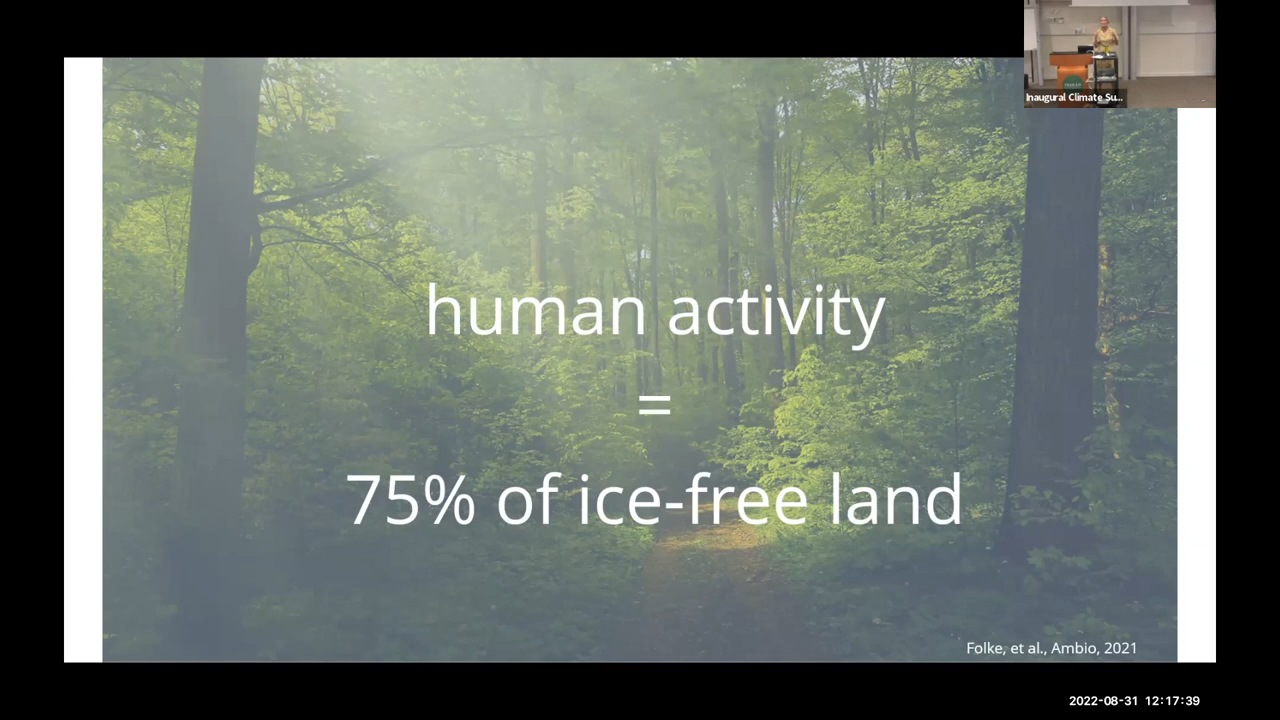 Inaugural Climate Su...
human activity
=
75% of ice-free land
Folke, et al., Ambio, 2021
2022-08-31 12:17:39